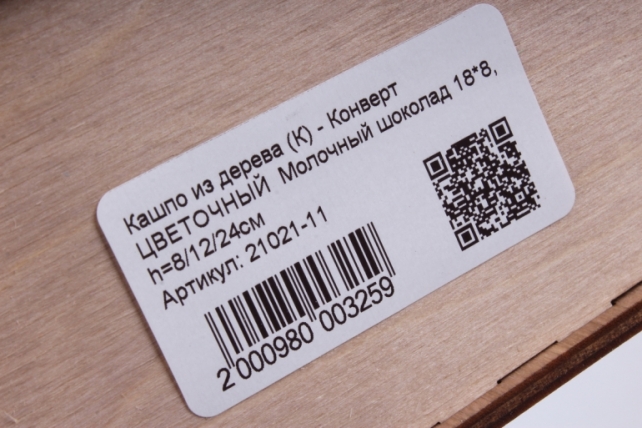 Кашпо из дерева (К) - Конверт
ЦВЕТОЧНЫЙ Молочный шоколад 18*8,
h=8/12/24см
Артикул: 21021-11
2 000980 003259